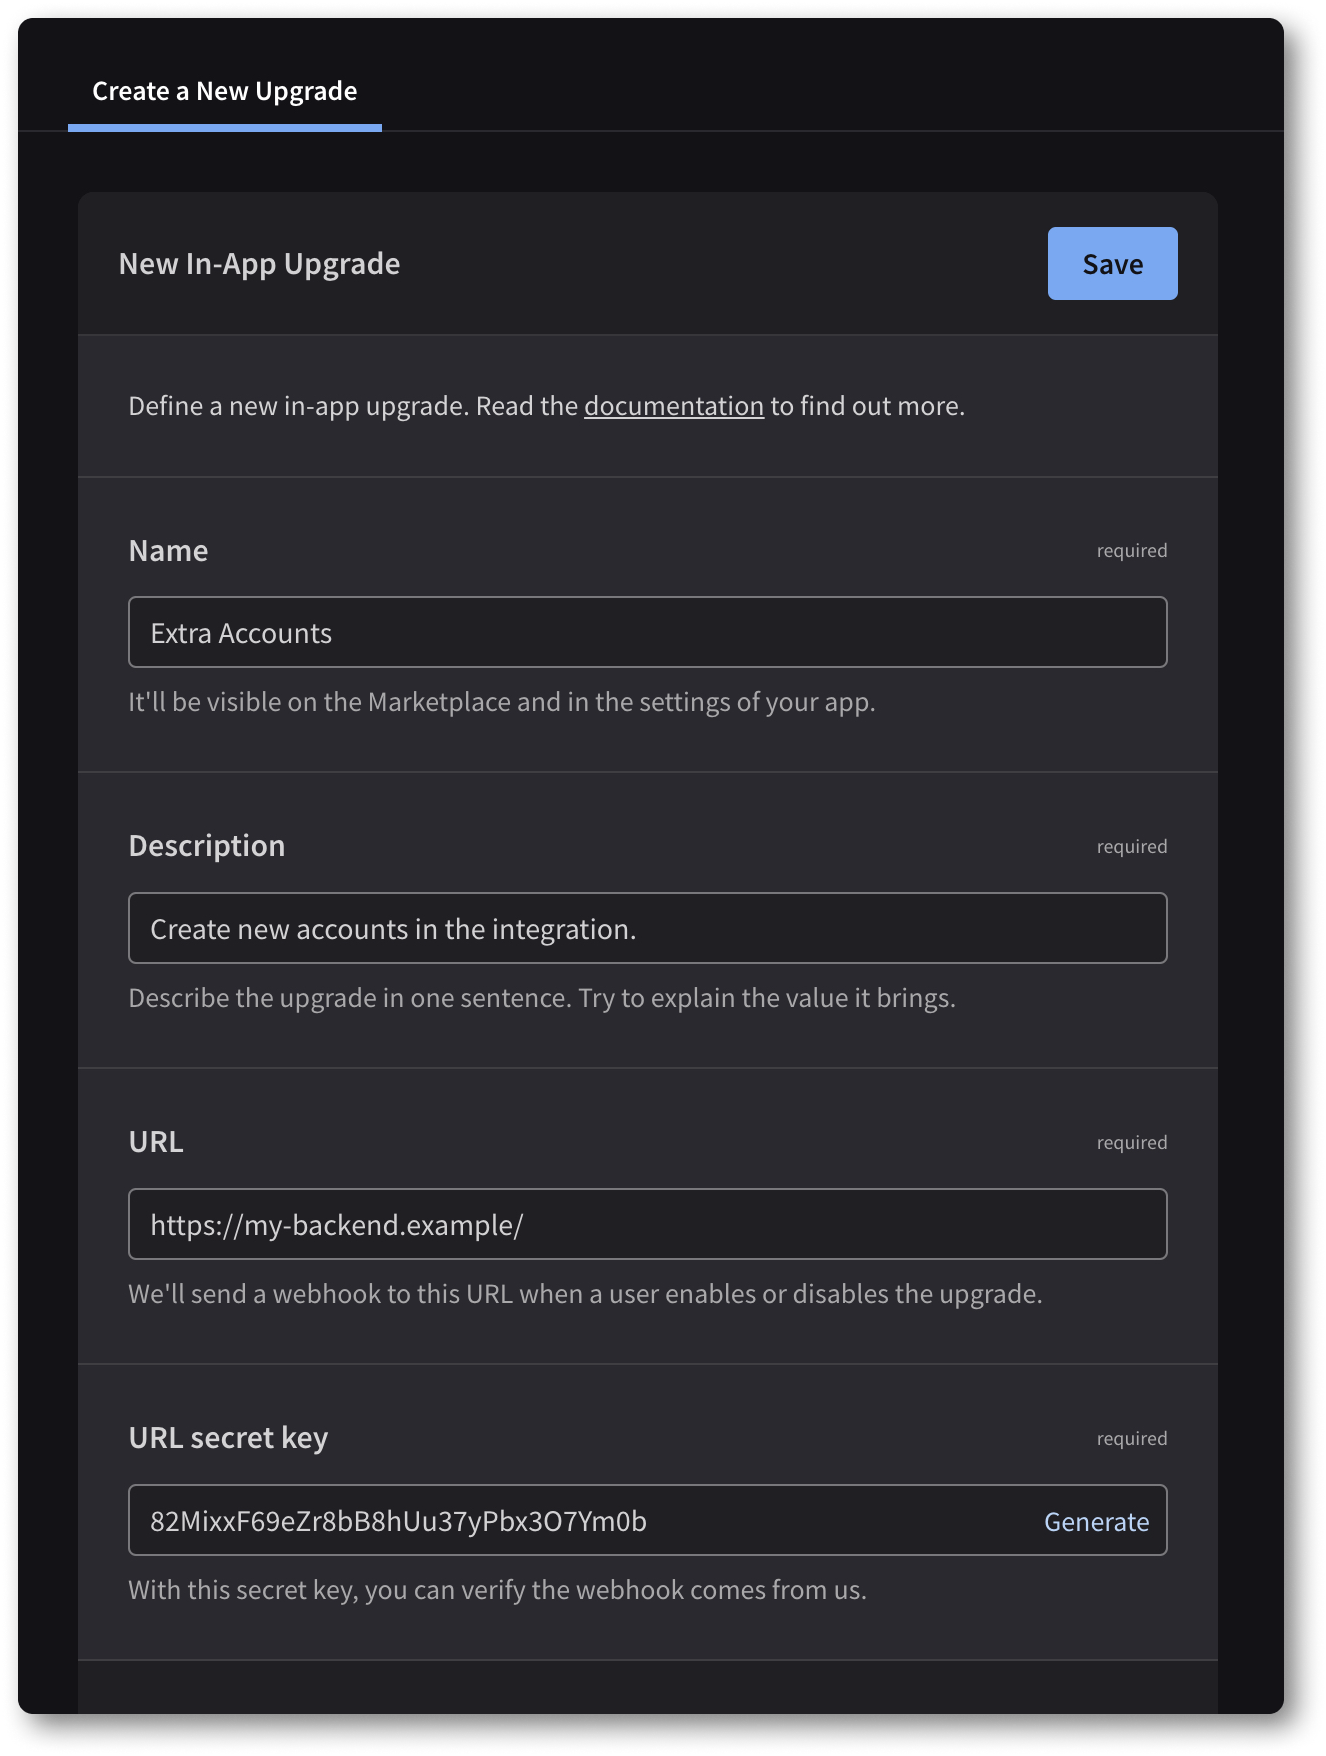 Create a New Upgrade
New In-App Upgrade
Save
Define a new in-app upgrade. Read the documentation to find out more.
Name
required
Extra Accounts
It'll be visible on the Marketplace and in the settings of your app.
Description
required
Create new accounts in the integration.
Describe the upgrade in one sentence. Try to explain the value it brings.
URL
required
https://my-backend.example/
We'll send a webhook to this URL when a user enables or disables the upgrade.
URL secret key
required
82MixxF69eZr8bB8hUu37yPbx3O7Ym0b
Generate
With this secret key, you can verify the webhook comes from us.